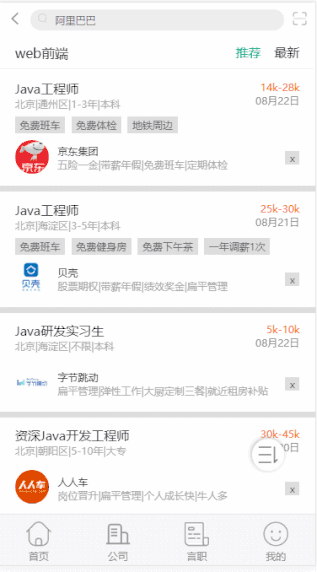 阿里巴巴
web前端 推荐 最新
Java工程师 14k-28k
北京|通州区|1-3年|本科 08月22日
免费班车 免费体检 地铁周边
京东 京东集团
五险一金|带薪年假|免费班车|定期体检 x
Java工程师 25k-30k
北京|海淀区|3-5年|本科 08月21日
免费班车 免费健身房 免费下午茶 一年调薪1次
贝壳 贝壳
股票期权|带薪年假|绩效奖金|扁平管理 x
Java研发实习生 5k-10k
北京|海淀区|不限|本科 08月22日
字节跳动 字节跳动
扁平管理|弹性工作|大厨定制三餐|就近租房补贴 x
资深Java开发工程师 30k-45k
北京|朝阳区|5-10年|大专 0日
人人车 人人车
岗位晋升|扁平管理|个人成长快|牛人多 x
首页 公司 言职 我的